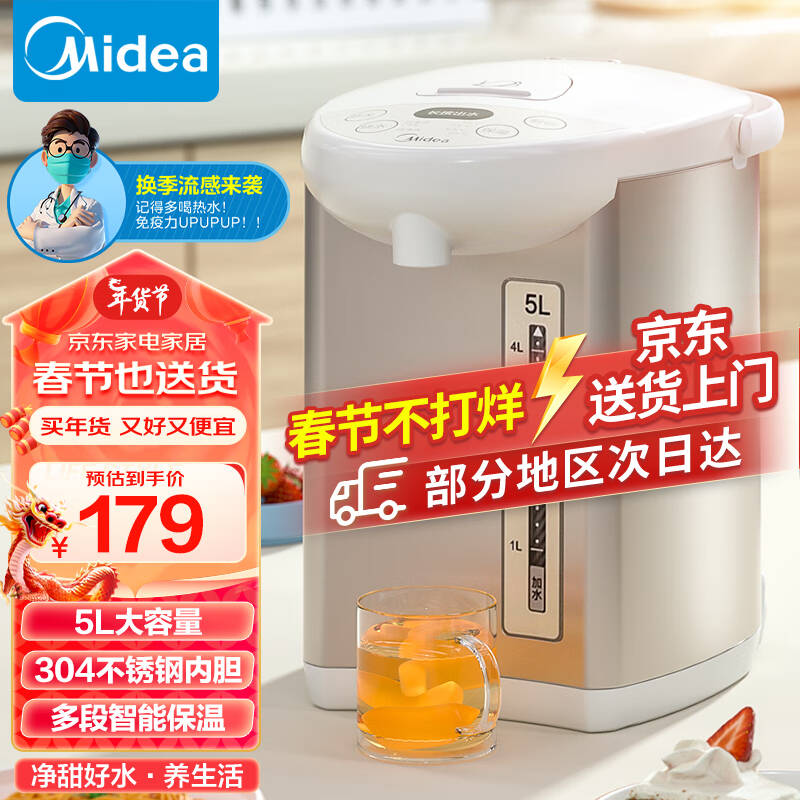 Midea
换季流感来袭
记得多喝热水！
免疫力UPUPUP！！
年货节
京东家电家居
春节也送货
买年货 又好又便宜
预估到手价
￥179
5L大容量
304不锈钢内胆
多段智能保温
净甜好水·养生活
长按出水
Midea
5L
4L
1L
加水
春节不打烊
京东
送货上门
部分地区次日达